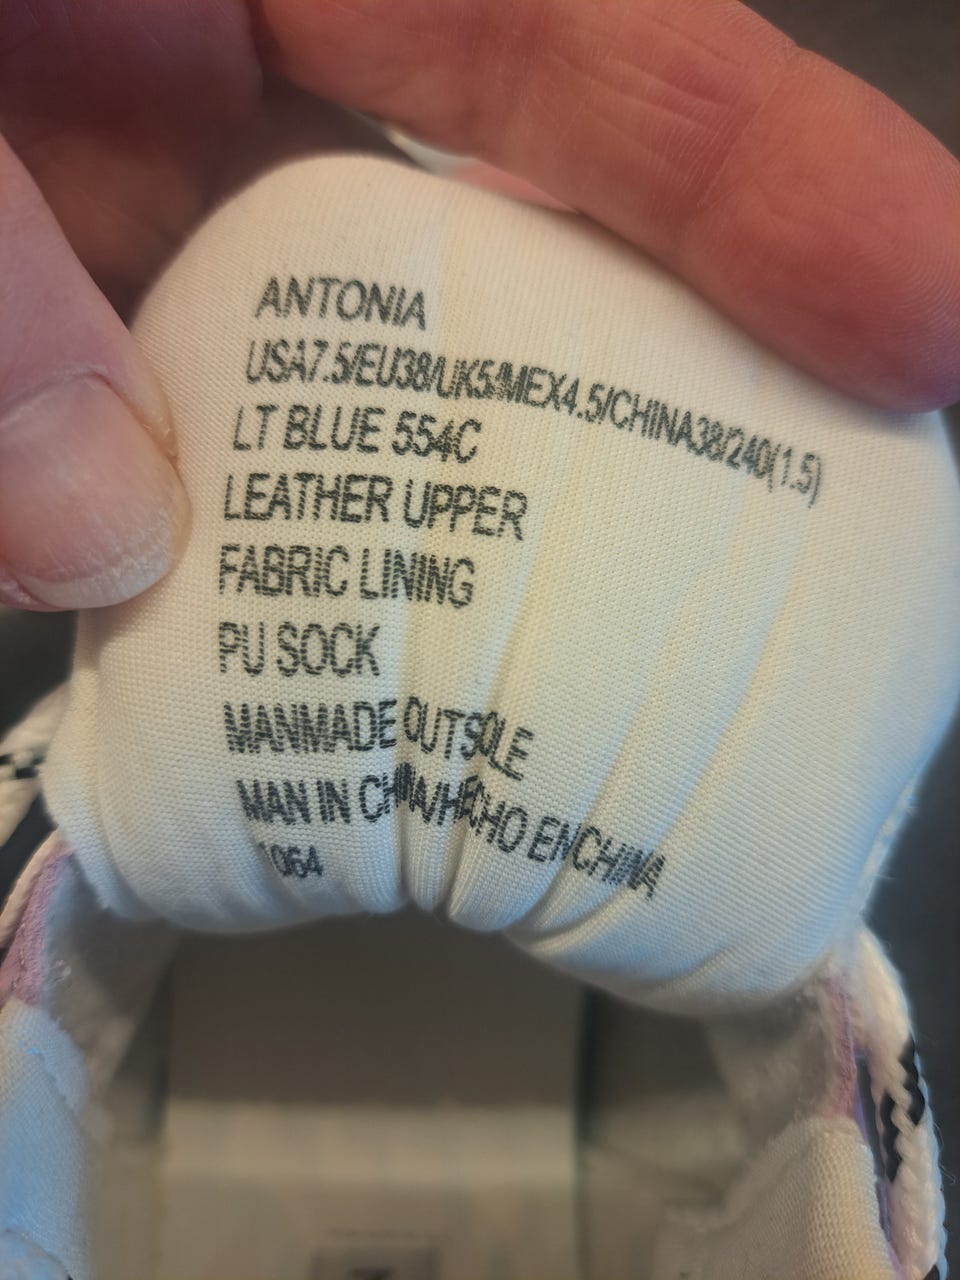 ANTONIA
USA7.5/EU38/UK5/MEX4.5/CHINA38/240(1.5)
LT BLUE 554C
LEATHER UPPER
FABRIC LINING
PU SOCK
MANMADE OUTSOLE
MAN IN CHINA/HECHO EN CHINA
1064